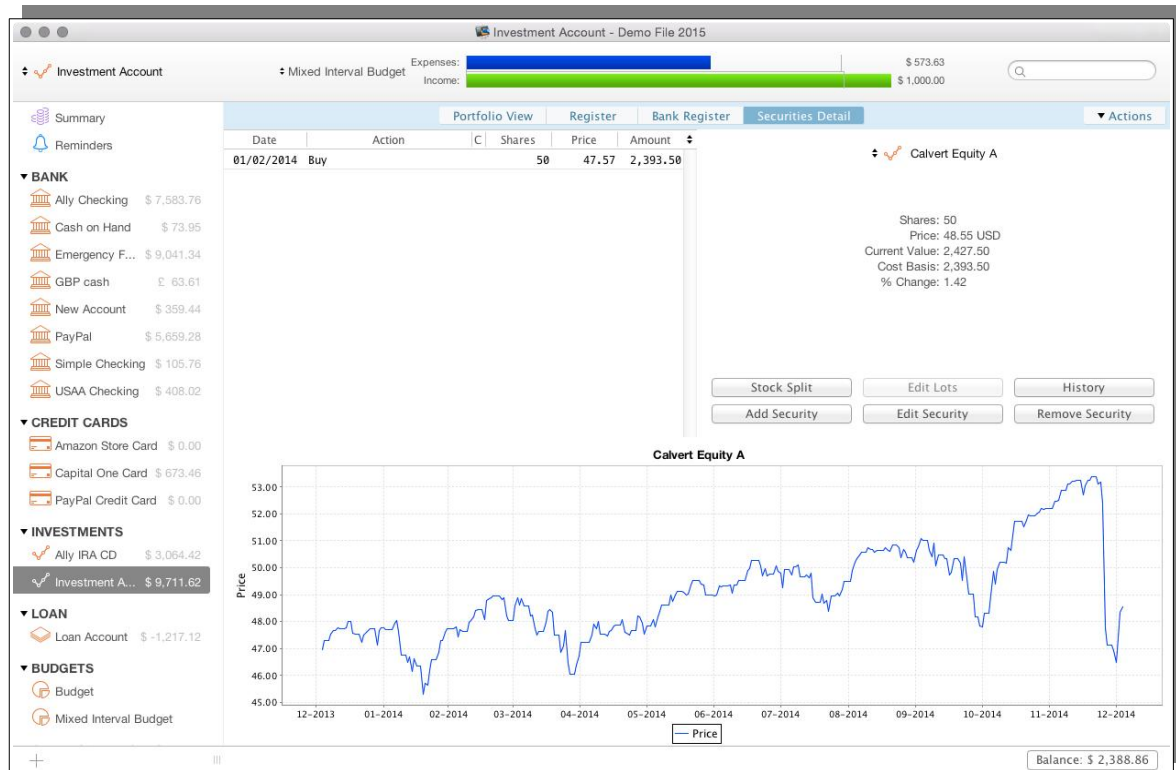 Investment Account - Demo File 2015
Investment Account
Mixed Interval Budget
Expenses: $ 573.63
Income: $ 1,000.00
Summary
Reminders
BANK
Ally Checking $ 7,583.76
Cash on Hand $ 73.95
Emergency F... $ 9,041.34
GBP cash £ 63.61
New Account $ 359.44
PayPal $ 5,659.28
Simple Checking $ 105.76
USAA Checking $ 408.02
CREDIT CARDS
Amazon Store Card $ 0.00
Capital One Card $ 673.46
PayPal Credit Card $ 0.00
INVESTMENTS
Ally IRA CD $ 3,064.42
Investment A... $ 9,711.62
LOAN
Loan Account $ -1,217.12
BUDGETS
Budget
Mixed Interval Budget
Portfolio View Register Bank Register Securities Detail Actions
Date Action C Shares Price Amount
01/02/2014 Buy 50 47.57 2,393.50
Calvert Equity A
Shares: 50
Price: 48.55 USD
Current Value: 2,427.50
Cost Basis: 2,393.50
% Change: 1.42
Stock Split Edit Lots History
Add Security Edit Security Remove Security
Calvert Equity A
Price
53.00
52.00
51.00
50.00
49.00
48.00
47.00
46.00
45.00
12-2013 01-2014 02-2014 03-2014 04-2014 05-2014 06-2014 07-2014 08-2014 09-2014 10-2014 11-2014 12-2014
Price
Balance: $ 2,388.86